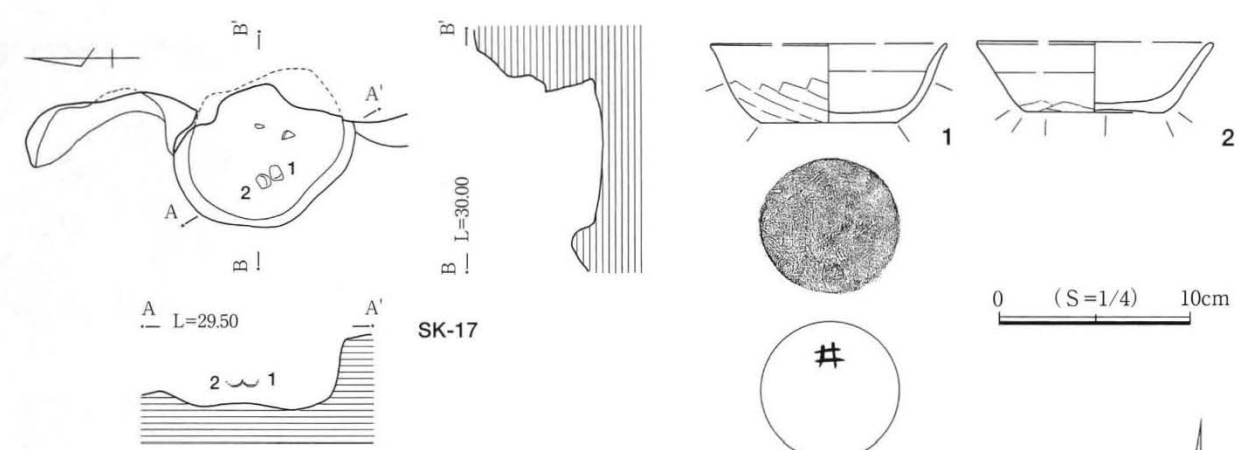 B'
A'
1
2
A
B
B'
L=30.00
B
A
L=29.50
A'
2
1
SK-17
1
2
0 (S=1/4) 10cm
#